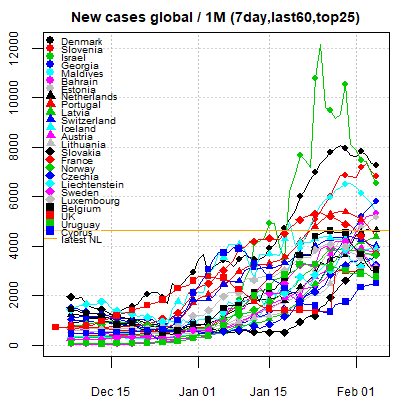 New cases global / 1M (7day,last60,top25)
Denmark
Slovenia
Israel
Georgia
Maldives
Bahrain
Estonia
Netherlands
Portugal
Latvia
Switzerland
Iceland
Austria
Lithuania
Slovakia
France
Norway
Czechia
Liechtenstein
Sweden
Luxembourg
Belgium
UK
Uruguay
Cyprus
latest NL
0
2000
4000
6000
8000
10000
12000
Dec 15
Jan 01
Jan 15
Feb 01